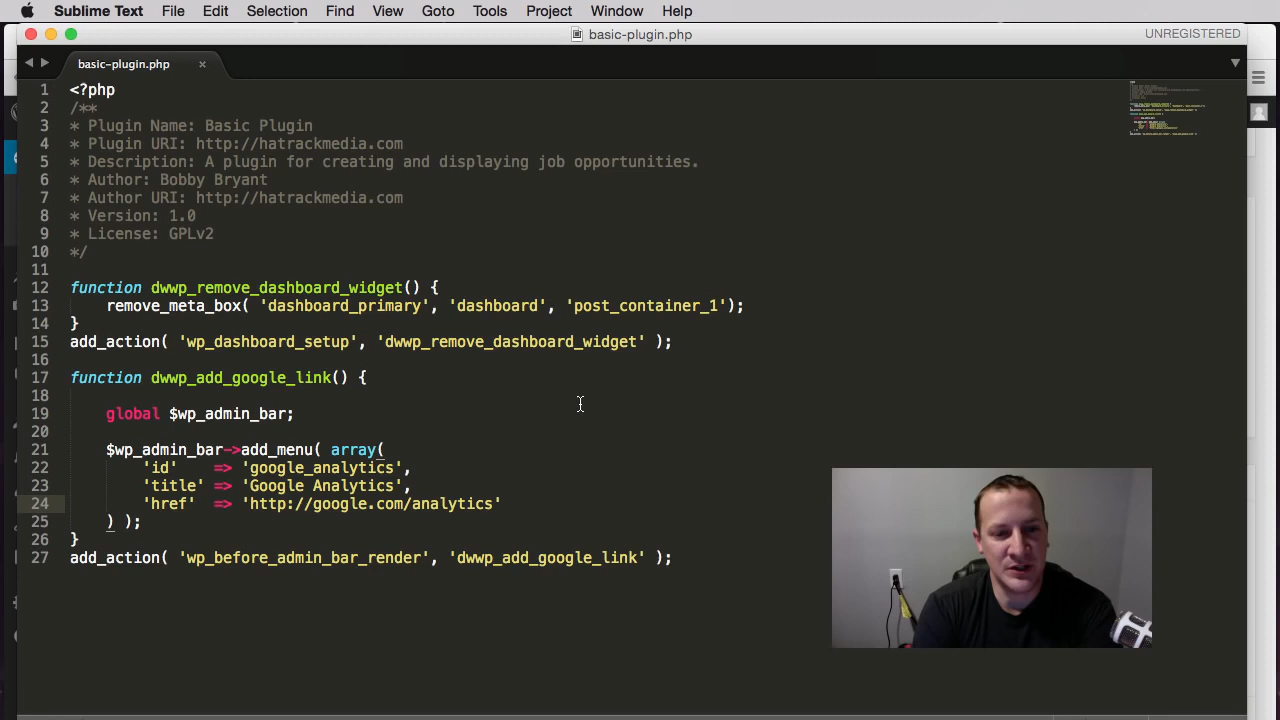 Sublime Text File Edit Selection Find View Goto Tools Project Window Help
basic-plugin.php UNREGISTERED
basic-plugin.php ×
1 <?php
2 /**
3 * Plugin Name: Basic Plugin
4 * Plugin URI: http://hatrackmedia.com
5 * Description: A plugin for creating and displaying job opportunities.
6 * Author: Bobby Bryant
7 * Author URI: http://hatrackmedia.com
8 * Version: 1.0
9 * License: GPLv2
10 */
11
12 function dwwp_remove_dashboard_widget() {
13 remove_meta_box( 'dashboard_primary', 'dashboard', 'post_container_1');
14 }
15 add_action( 'wp_dashboard_setup', 'dwwp_remove_dashboard_widget' );
16
17 function dwwp_add_google_link() {
18
19 global $wp_admin_bar;
20
21 $wp_admin_bar->add_menu( array(
22 'id' => 'google_analytics',
23 'title' => 'Google Analytics',
24 'href' => 'http://google.com/analytics'
25 ) );
26 }
27 add_action( 'wp_before_admin_bar_render', 'dwwp_add_google_link' );